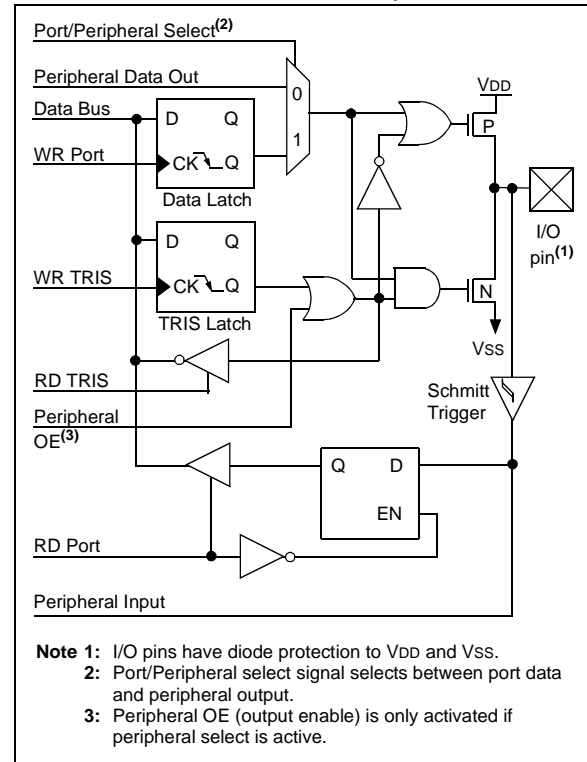 Port/Peripheral Select(2)
Peripheral Data Out
0
VDD
P
Data Bus
D Q
WR Port
1
CK Q
Data Latch
I/O
pin(1)
D Q
WR TRIS
CK Q
N
TRIS Latch
VSS
RD TRIS
Schmitt
Trigger
Peripheral
OE(3)
Q D
EN
RD Port
Peripheral Input
Note 1: I/O pins have diode protection to VDD and VSS.
2: Port/Peripheral select signal selects between port data
and peripheral output.
3: Peripheral OE (output enable) is only activated if
peripheral select is active.